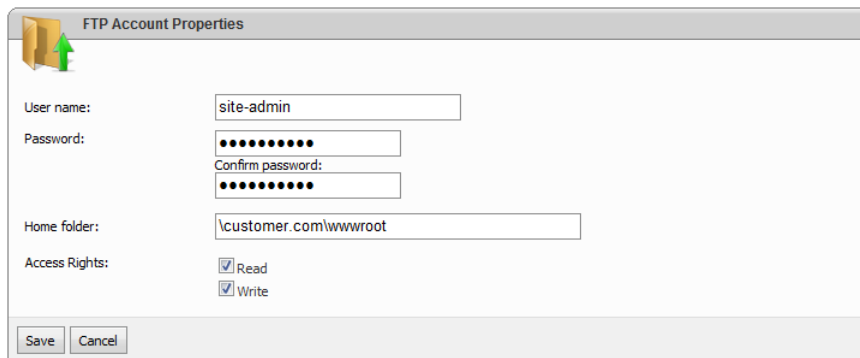 FTP Account Properties
User name: site-admin
Password: ●●●●●●●●●●
Confirm password:
●●●●●●●●●●
Home folder: \customer.com\wwwroot
Access Rights: Read
Write
Save Cancel